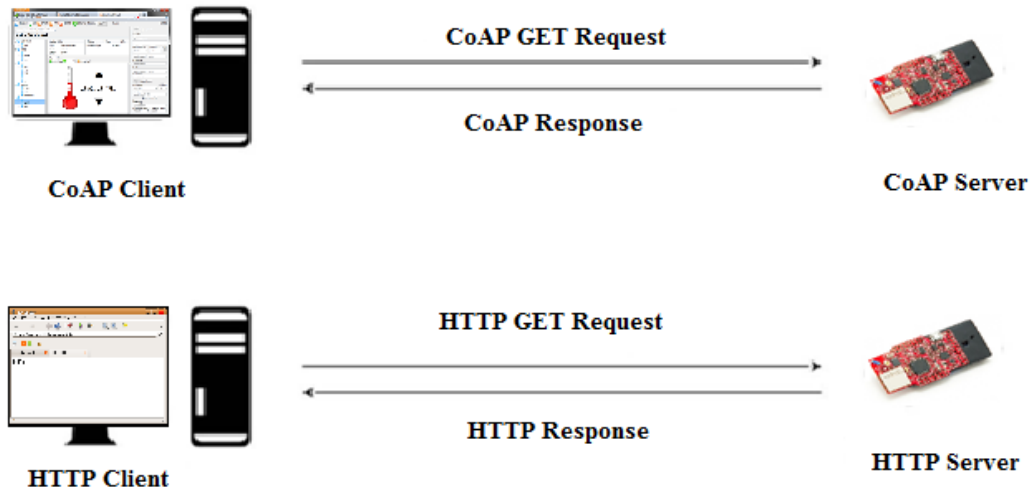 CoAP GET Request
CoAP Response
CoAP Client
CoAP Server
HTTP GET Request
HTTP Response
HTTP Client
HTTP Server